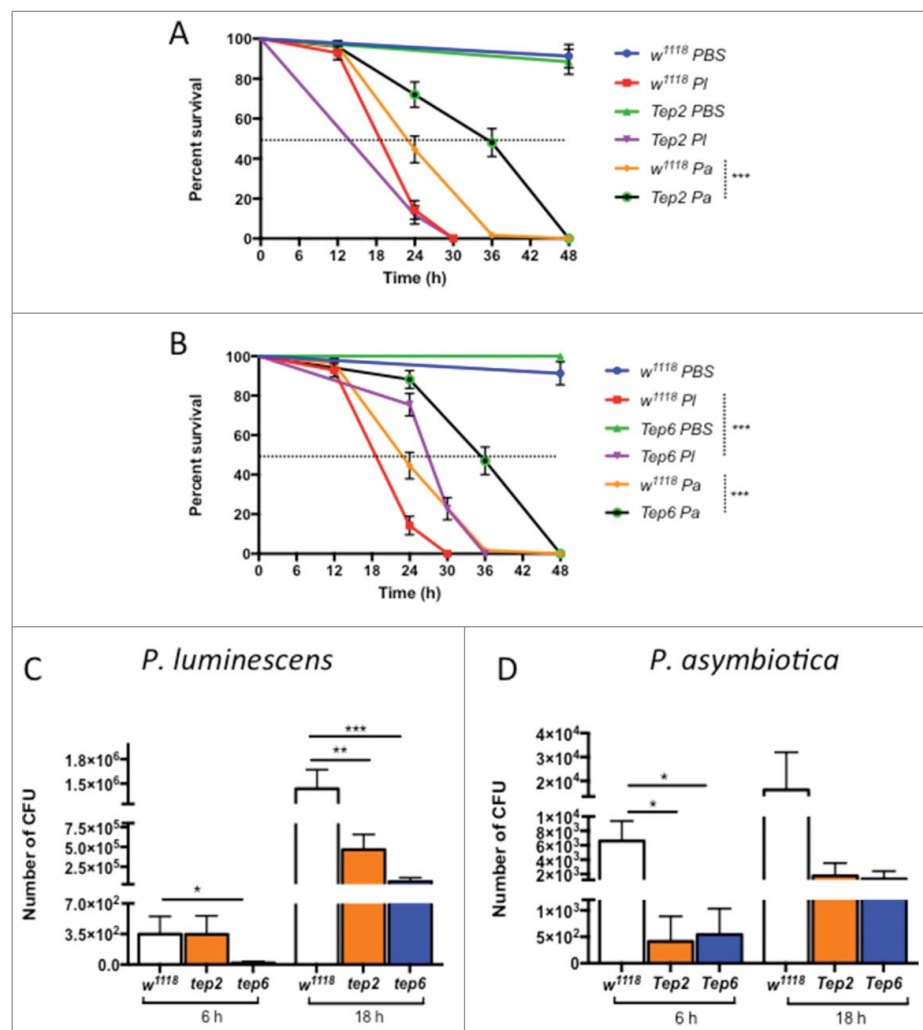 A
Percent survival
100
80
60
40
20
0
0 6 12 18 24 30 36 42 48
Time (h)
w¹¹¹⁸ PBS
w¹¹¹⁸ Pl
Tep2 PBS
Tep2 Pl
w¹¹¹⁸ Pa
Tep2 Pa
***
B
Percent survival
100
80
60
40
20
0
0 6 12 18 24 30 36 42 48
Time (h)
w¹¹¹⁸ PBS
w¹¹¹⁸ Pl
Tep6 PBS
Tep6 Pl
w¹¹¹⁸ Pa
Tep6 Pa
***
***
C
P. luminescens
Number of CFU
1.8×10⁶
1.5×10⁶
7.5×10⁵
5.0×10⁵
7.0×10²
3.5×10²
0.0
*
***
**
w¹¹¹⁸ tep2 tep6 w¹¹¹⁸ tep2 tep6
6 h 18 h
D
P. asymbiotica
Number of CFU
4×10⁴
3×10⁴
2×10⁴
1×10⁴
8×10³
6×10³
4×10³
2×10³
1×10³
5×10²
0
*
*
w¹¹¹⁸ Tep2 Tep6 w¹¹¹⁸ Tep2 Tep6
6 h 18 h